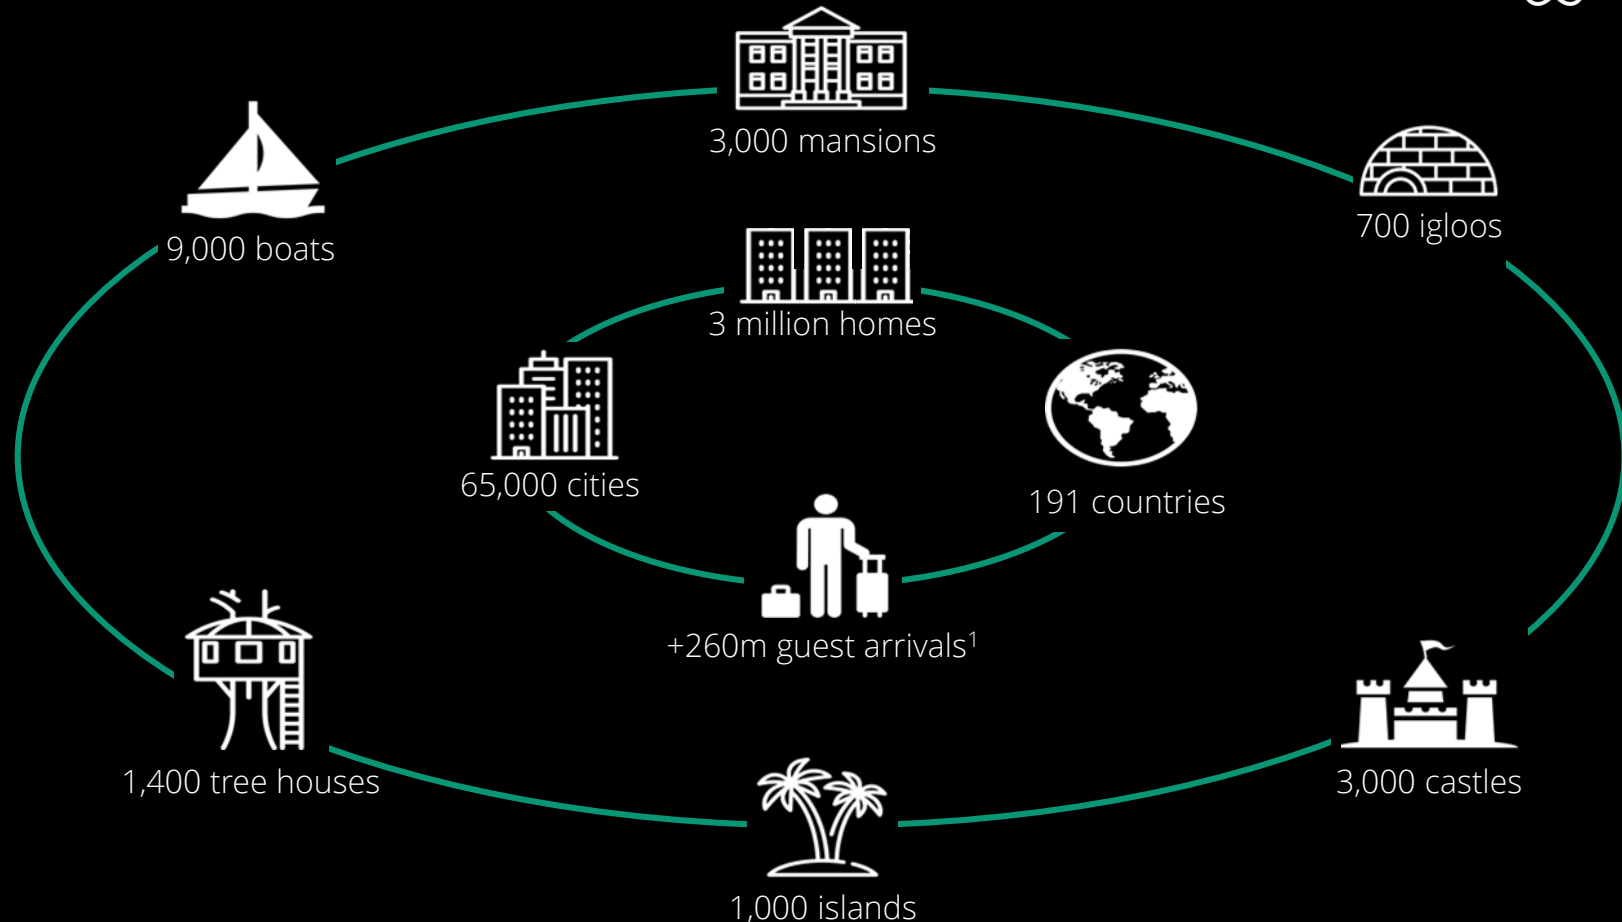 3,000 mansions
700 igloos
9,000 boats
3 million homes
65,000 cities
191 countries
+260m guest arrivals¹
1,400 tree houses
3,000 castles
1,000 islands